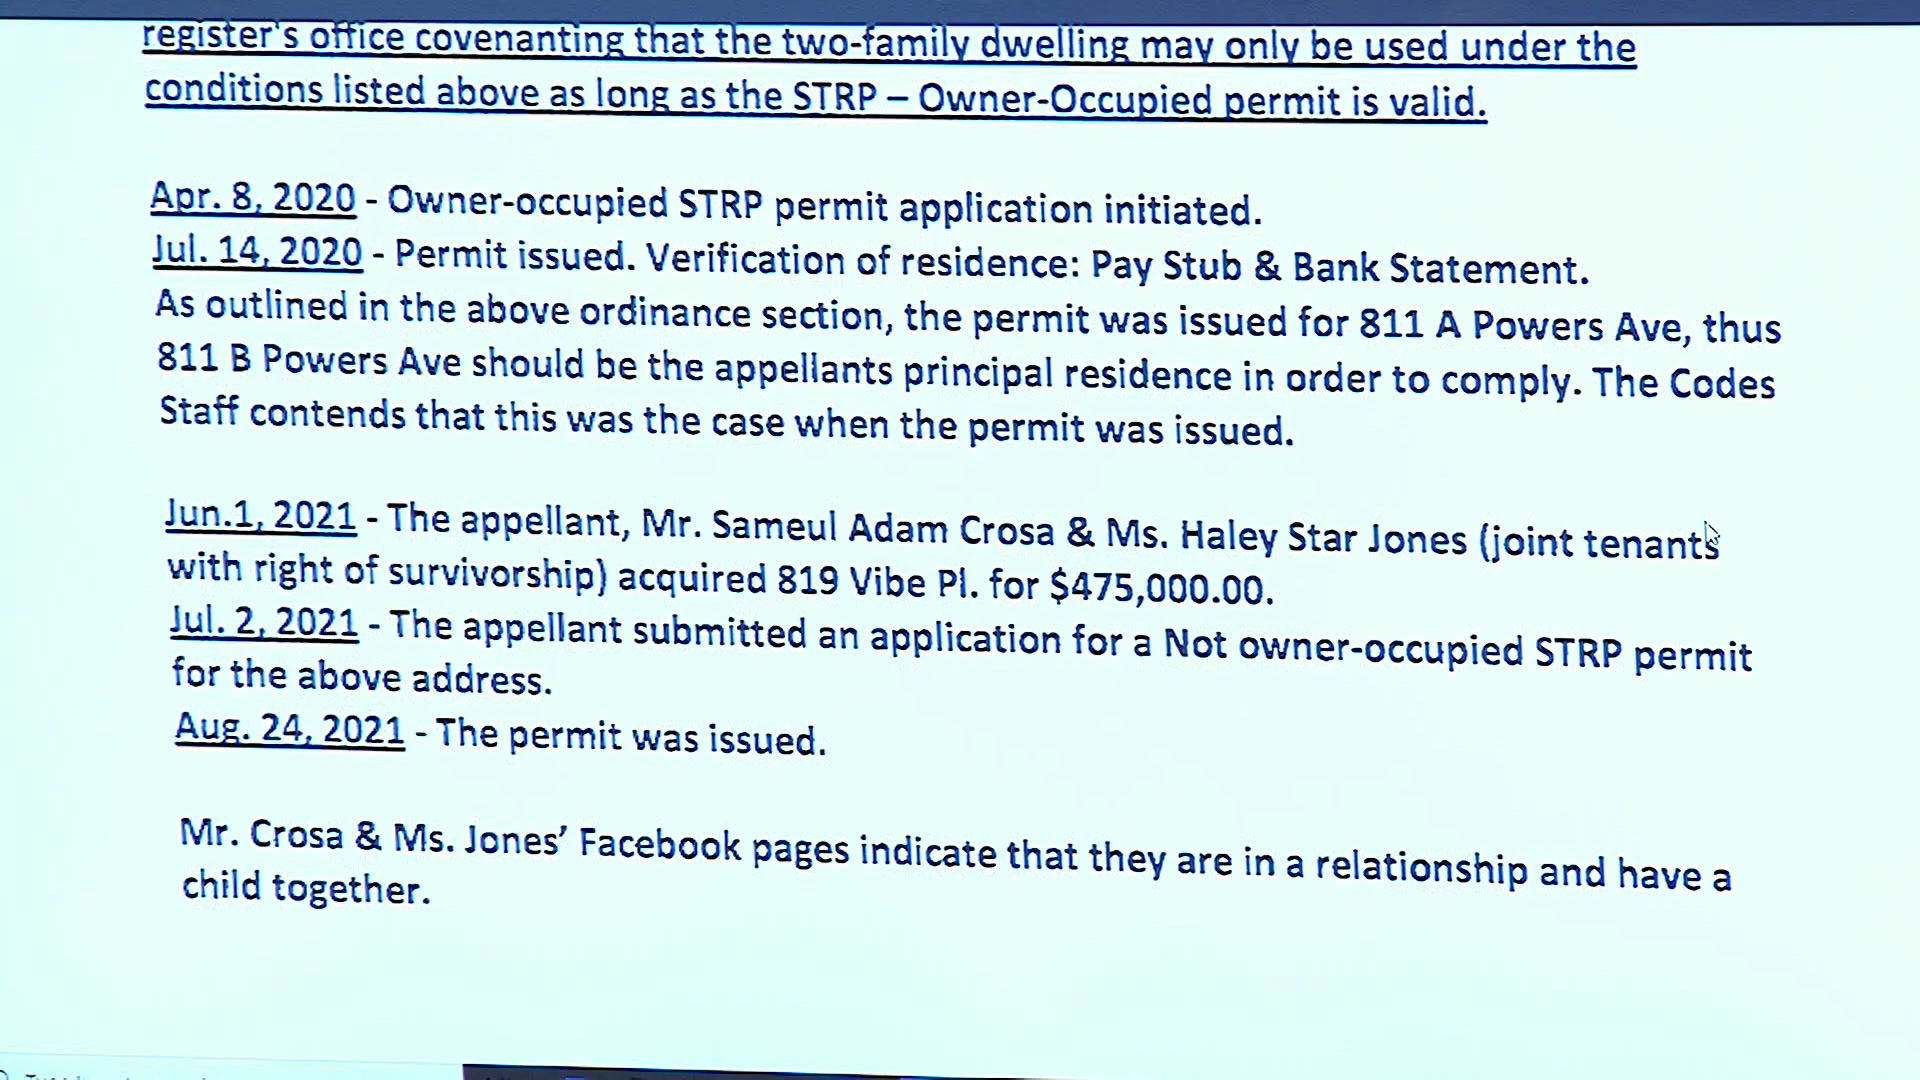 register's office covenanting that the two-family dwelling may only be used under the
conditions listed above as long as the STRP – Owner-Occupied permit is valid.
Apr. 8, 2020 - Owner-occupied STRP permit application initiated.
Jul. 14, 2020 - Permit issued. Verification of residence: Pay Stub & Bank Statement.
As outlined in the above ordinance section, the permit was issued for 811 A Powers Ave, thus
811 B Powers Ave should be the appellants principal residence in order to comply. The Codes
Staff contends that this was the case when the permit was issued.
Jun.1, 2021 - The appellant, Mr. Sameul Adam Crosa & Ms. Haley Star Jones (joint tenants
with right of survivorship) acquired 819 Vibe Pl. for $475,000.00.
Jul. 2, 2021 - The appellant submitted an application for a Not owner-occupied STRP permit
for the above address.
Aug. 24, 2021 - The permit was issued.
Mr. Crosa & Ms. Jones’ Facebook pages indicate that they are in a relationship and have a
child together.